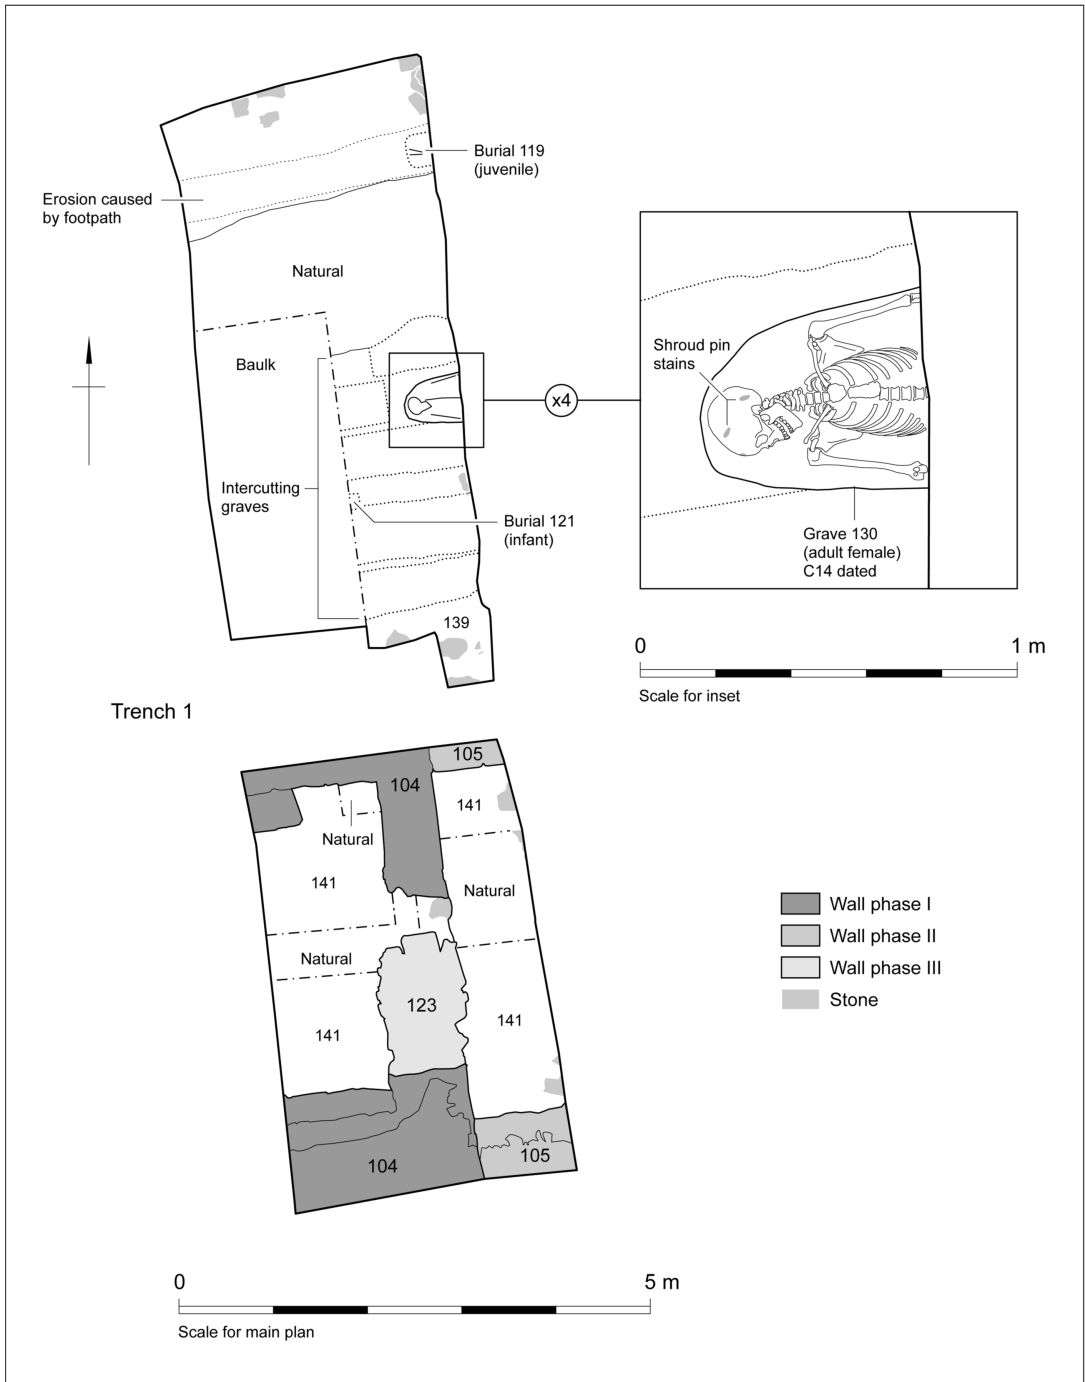 Burial 119
(juvenile)
Erosion caused
by footpath
Natural
Baulk
x4
Shroud pin
stains
Intercutting
graves
Burial 121
(infant)
Grave 130
(adult female)
C14 dated
139
0 1 m
Scale for inset
Trench 1
105
104
141
Natural
141
Natural
Natural
123
141
141
104
105
Wall phase I
Wall phase II
Wall phase III
Stone
0 5 m
Scale for main plan